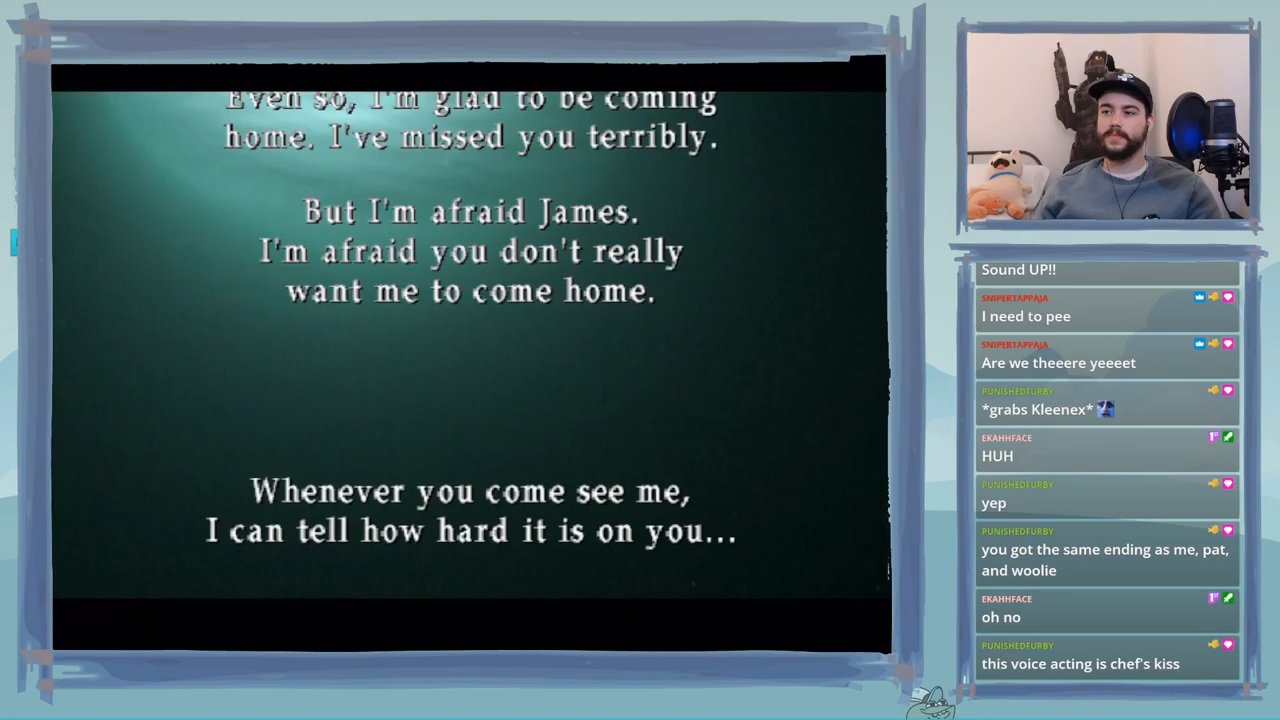 Even so, I'm glad to be coming
home. I've missed you terribly.
But I'm afraid James.
I'm afraid you don't really
want me to come home.
Whenever you come see me,
I can tell how hard it is on you...
Sound UP!!
SNIPERTAPPAJA
I need to pee
SNIPERTAPPAJA
Are we theeere yeeeet
PUNISHEDFURBY
*grabs Kleenex*
EKAHHFACE
1st
HUH
PUNISHEDFURBY
yep
PUNISHEDFURBY
you got the same ending as me, pat,
and woolie
EKAHHFACE
1st
oh no
PUNISHEDFURBY
this voice acting is chef's kiss